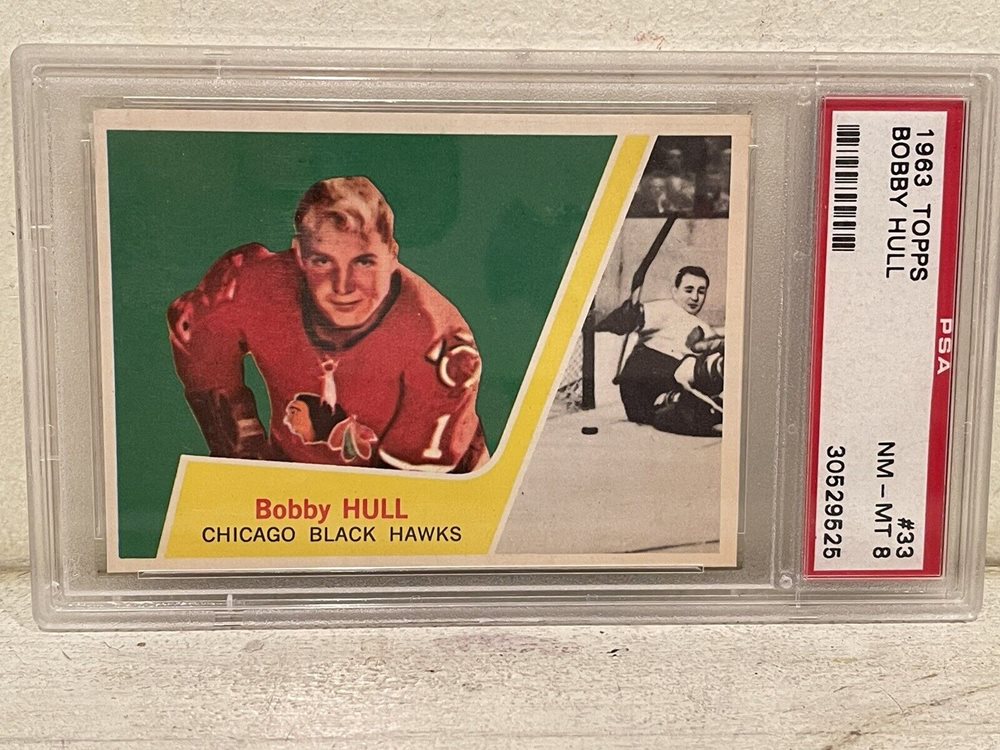 Bobby HULL
CHICAGO BLACK HAWKS
1963 TOPPS
BOBBY HULL
PSA
#33
NM - MT 8
30529525